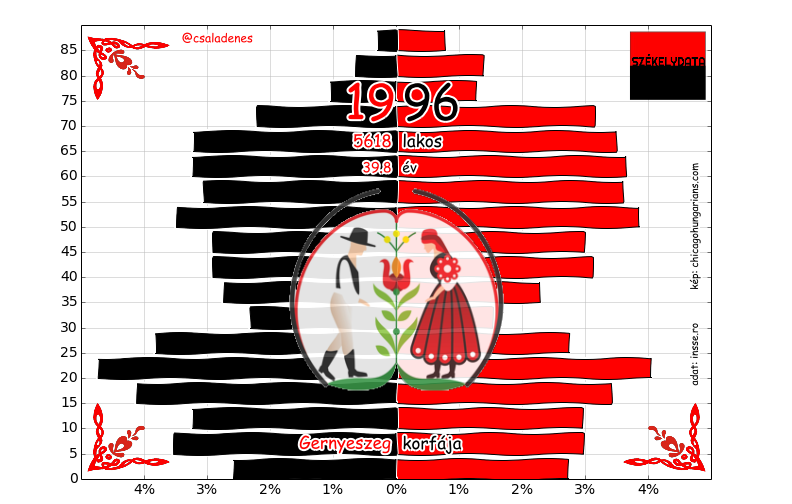 @csaladenes
SZÉKELYDATA
1996
5618 lakos
39.8 év
kép: chicagohungarians.com
adat: insse.ro
Gernyeszeg korfája
85
80
75
70
65
60
55
50
45
40
35
30
25
20
15
10
5
0
4% 3% 2% 1% 0% 1% 2% 3% 4%